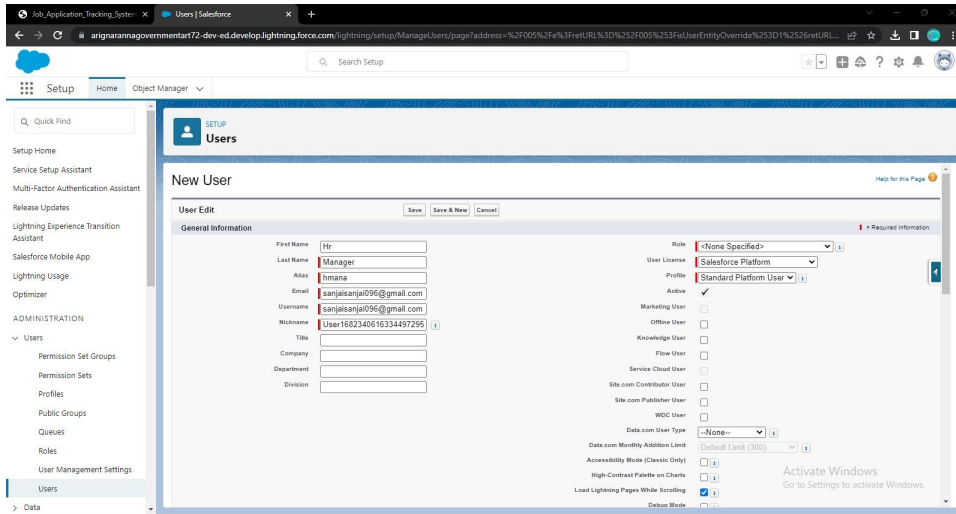 Job_Application_Tracking_System
Users | Salesforce
arignarannagovernmentart72-dev-ed.develop.lightning.force.com/lightning/setup/ManageUsers/page?address=%2F005%2Fe%3FretURL%3D%252F005%253FisUserEntityOverride%253D1%2526retURL...
Search Setup
Setup
Home
Object Manager
Quick Find
Setup Home
Service Setup Assistant
Multi-Factor Authentication Assistant
Release Updates
Lightning Experience Transition
Assistant
Salesforce Mobile App
Lightning Usage
Optimizer
ADMINISTRATION
Users
Permission Set Groups
Permission Sets
Profiles
Public Groups
Queues
Roles
User Management Settings
Users
Data
SETUP
Users
New User
Help for this Page
User Edit
Save Save & New Cancel
General Information
= Required Information
First Name Hr
Last Name Manager
Alias hmana
Email sanjaisanjai096@gmail.com
Username sanjaisanjai096@gmail.com
Nickname User1682340616334497295 i
Title
Company
Department
Division
Role <None Specified> i
User License Salesforce Platform
Profile Standard Platform User i
Active
Marketing User
Offline User
Knowledge User
Flow User
Service Cloud User
Site.com Contributor User
Site.com Publisher User
WDC User
Data.com User Type --None-- i
Data.com Monthly Addition Limit Default Limit (300) i
Accessibility Mode (Classic Only) i
High-Contrast Palette on Charts i
Load Lightning Pages While Scrolling i
Debug Mode i
Activate Windows
Go to Settings to activate Windows.